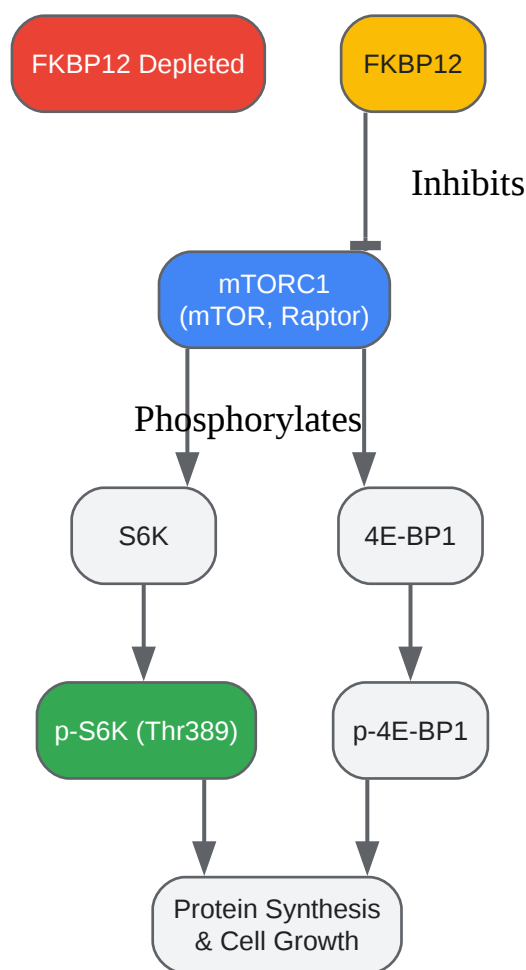 FKBP12 Depleted
FKBP12
Inhibits
mTORC1
(mTOR, Raptor)
Phosphorylates
S6K
4E-BP1
p-S6K (Thr389)
p-4E-BP1
Protein Synthesis
& Cell Growth